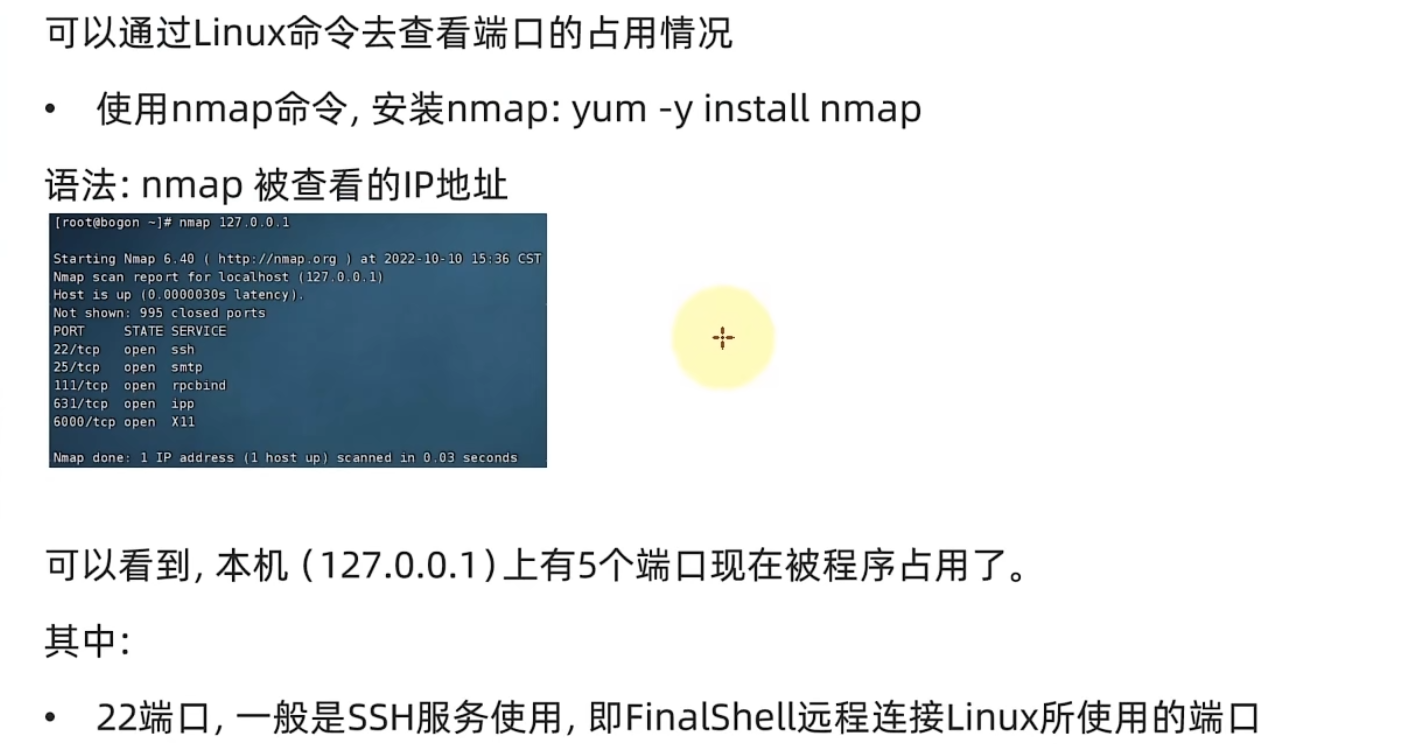 可以通过Linux命令去查看端口的占用情况
• 使用nmap命令, 安装nmap: yum -y install nmap
语法: nmap 被查看的IP地址
[root@bogon ~]# nmap 127.0.0.1
Starting Nmap 6.40 ( http://nmap.org ) at 2022-10-10 15:36 CST
Nmap scan report for localhost (127.0.0.1)
Host is up (0.0000030s latency).
Not shown: 995 closed ports
PORT     STATE SERVICE
22/tcp   open  ssh
25/tcp   open  smtp
111/tcp  open  rpcbind
631/tcp  open  ipp
6000/tcp open  X11
Nmap done: 1 IP address (1 host up) scanned in 0.03 seconds
可以看到, 本机 (127.0.0.1) 上有5个端口现在被程序占用了。
其中:
• 22端口, 一般是SSH服务使用, 即FinalShell远程连接Linux所使用的端口